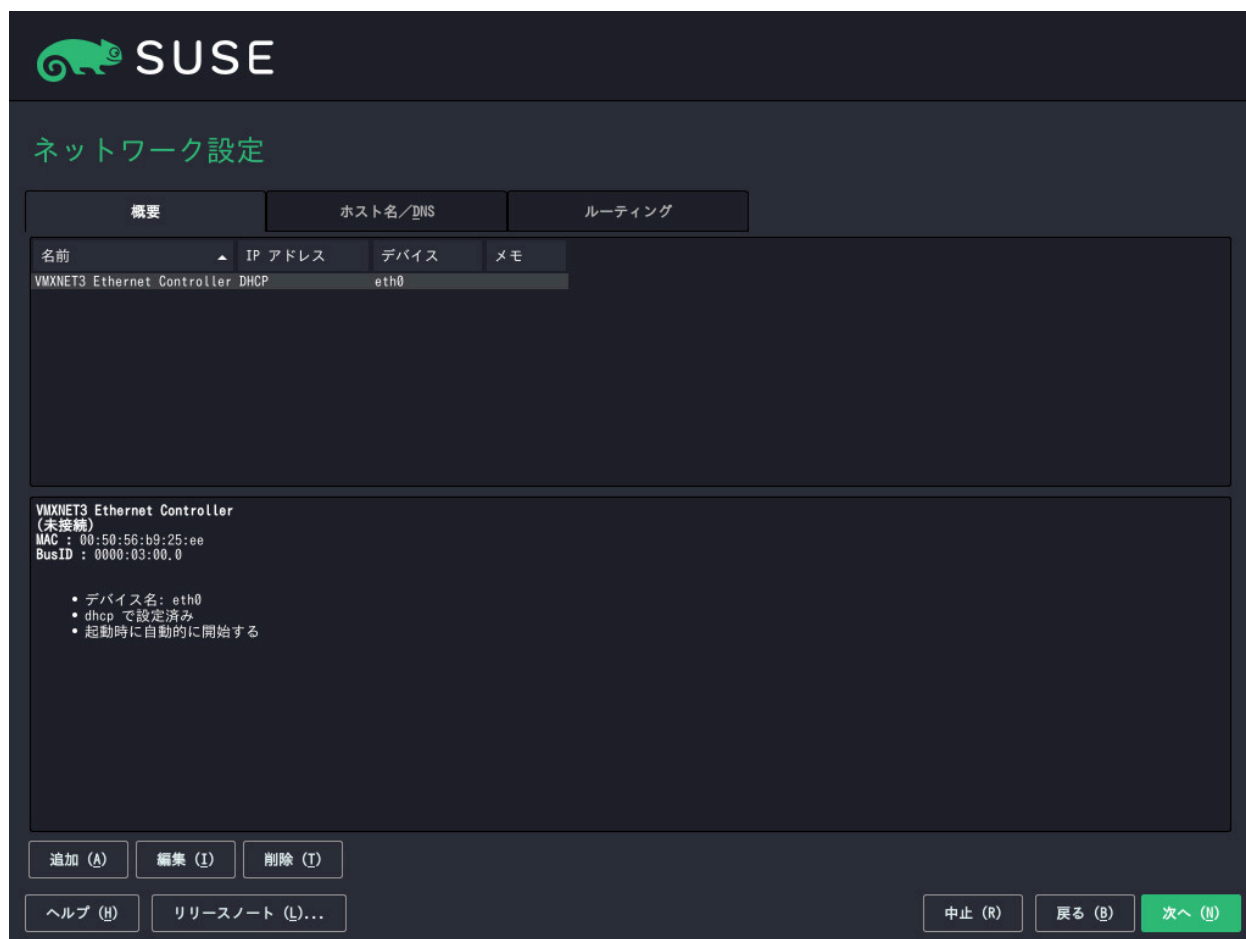 SUSE
ネットワーク設定
概要 ホスト名/DNS ルーティング
名前 ▲ IP アドレス デバイス メモ
VMXNET3 Ethernet Controller DHCP eth0
VMXNET3 Ethernet Controller
(未接続)
MAC : 00:50:56:b9:25:ee
BusID : 0000:03:00.0
• デバイス名: eth0
• dhcp で設定済み
• 起動時に自動的に開始する
追加 (A) 編集 (I) 削除 (T)
ヘルプ (H) リリースノート (L)... 中止 (R) 戻る (B) 次へ (N)